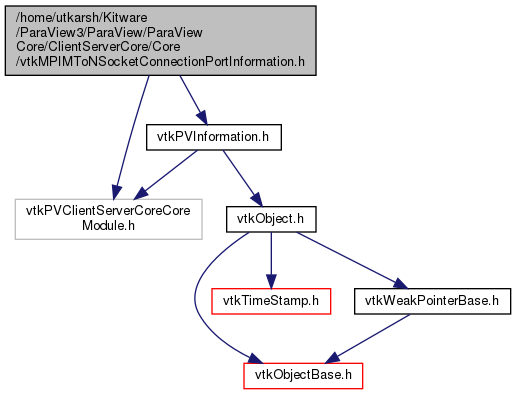 /home/utkarsh/Kitware
/ParaView3/ParaView/ParaView
Core/ClientServerCore/Core
/vtkMPIMToNSocketConnectionPortInformation.h
vtkPVInformation.h
vtkPVClientServerCoreCore
Module.h
vtkObject.h
vtkTimeStamp.h
vtkWeakPointerBase.h
vtkObjectBase.h